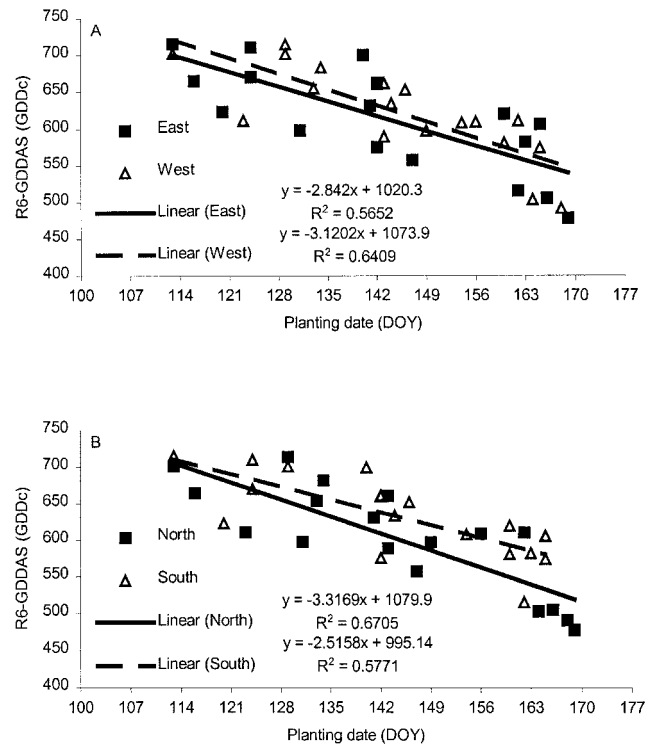 A
750
700
650
600
550
500
450
400
R6-GDDAS (GDDc)
East
West
Linear (East)
Linear (West)
y = -2.842x + 1020.3
R² = 0.5652
y = -3.1202x + 1073.9
R² = 0.6409
100 107 114 121 128 135 142 149 156 163 170 177
Planting date (DOY)
B
750
700
650
600
550
500
450
400
R6-GDDAS (GDDc)
North
South
Linear (North)
Linear (South)
y = -3.3169x + 1079.9
R² = 0.6705
y = -2.5158x + 995.14
R² = 0.5771
100 107 114 121 128 135 142 149 156 163 170 177
Planting date (DOY)